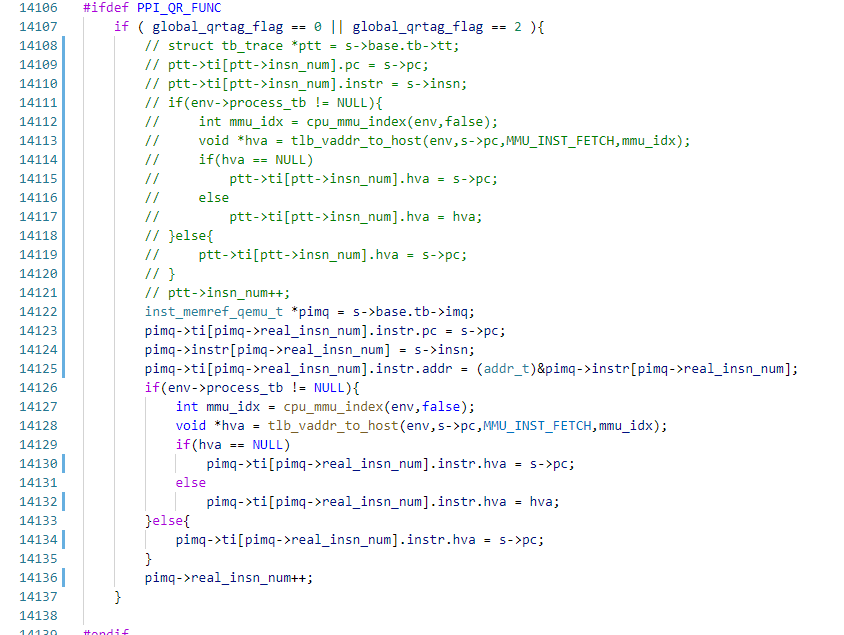 14106 #ifdef PPI_QR_FUNC
14107 if ( global_qrtag_flag == 0 || global_qrtag_flag == 2 ){
14108 // struct tb_trace *ptt = s->base.tb->tt;
14109 // ptt->ti[ptt->insn_num].pc = s->pc;
14110 // ptt->ti[ptt->insn_num].instr = s->insn;
14111 // if(env->process_tb != NULL){
14112 // int mmu_idx = cpu_mmu_index(env,false);
14113 // void *hva = tlb_vaddr_to_host(env,s->pc,MMU_INST_FETCH,mmu_idx);
14114 // if(hva == NULL)
14115 // ptt->ti[ptt->insn_num].hva = s->pc;
14116 // else
14117 // ptt->ti[ptt->insn_num].hva = hva;
14118 // }else{
14119 // ptt->ti[ptt->insn_num].hva = s->pc;
14120 // }
14121 // ptt->insn_num++;
14122 inst_memref_qemu_t *pimq = s->base.tb->imq;
14123 pimq->ti[pimq->real_insn_num].instr.pc = s->pc;
14124 pimq->instr[pimq->real_insn_num] = s->insn;
14125 pimq->ti[pimq->real_insn_num].instr.addr = (addr_t)&pimq->instr[pimq->real_insn_num];
14126 if(env->process_tb != NULL){
14127 int mmu_idx = cpu_mmu_index(env,false);
14128 void *hva = tlb_vaddr_to_host(env,s->pc,MMU_INST_FETCH,mmu_idx);
14129 if(hva == NULL)
14130 pimq->ti[pimq->real_insn_num].instr.hva = s->pc;
14131 else
14132 pimq->ti[pimq->real_insn_num].instr.hva = hva;
14133 }else{
14134 pimq->ti[pimq->real_insn_num].instr.hva = s->pc;
14135 }
14136 pimq->real_insn_num++;
14137 }
14138
14139 #endif